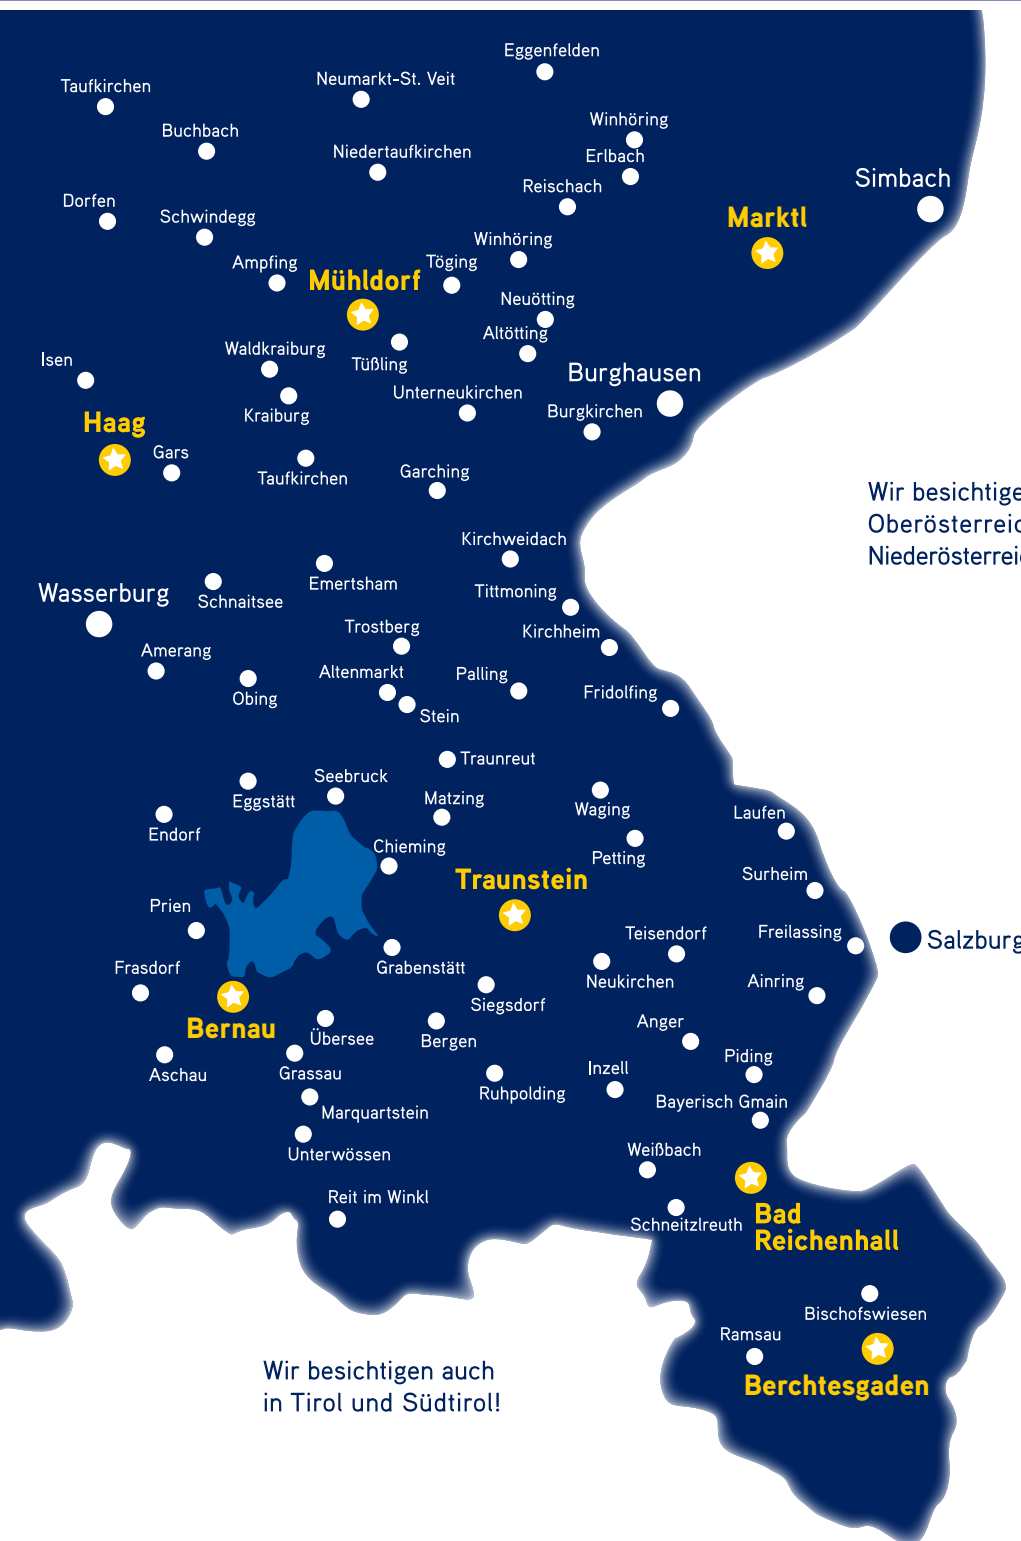 Eggenfelden
Neumarkt-St. Veit
Taufkirchen
Winhöring
Buchbach
Niedertaufkirchen
Erlbach
Simbach
Reischach
Dorfen
Schwindegg
Marktl
Winhöring
Ampfing
Töging
Mühldorf
Neuötting
Altötting
Waldkraiburg
Isen
Tüßling
Burghausen
Unterneukirchen
Burgkirchen
Kraiburg
Haag
Gars
Garching
Taufkirchen
Wir besichtige
Oberösterreic
Niederösterreic
Kirchweidach
Emertsham
Tittmoning
Wasserburg
Schnaitsee
Trostberg
Kirchheim
Amerang
Altenmarkt
Palling
Fridolfing
Obing
Stein
Traunreut
Seebruck
Eggstätt
Matzing
Waging
Laufen
Endorf
Chieming
Petting
Surheim
Traunstein
Prien
Teisendorf
Freilassing
Salzburg
Frasdorf
Grabenstätt
Neukirchen
Ainring
Siegsdorf
Anger
Bernau
Übersee
Bergen
Piding
Aschau
Grassau
Inzell
Ruhpolding
Bayerisch Gmain
Marquartstein
Unterwössen
Weißbach
Reit im Winkl
Schneitzlreuth
Bad
Reichenhall
Bischofswiesen
Ramsau
Berchtesgaden
Wir besichtigen auch
in Tirol und Südtirol!